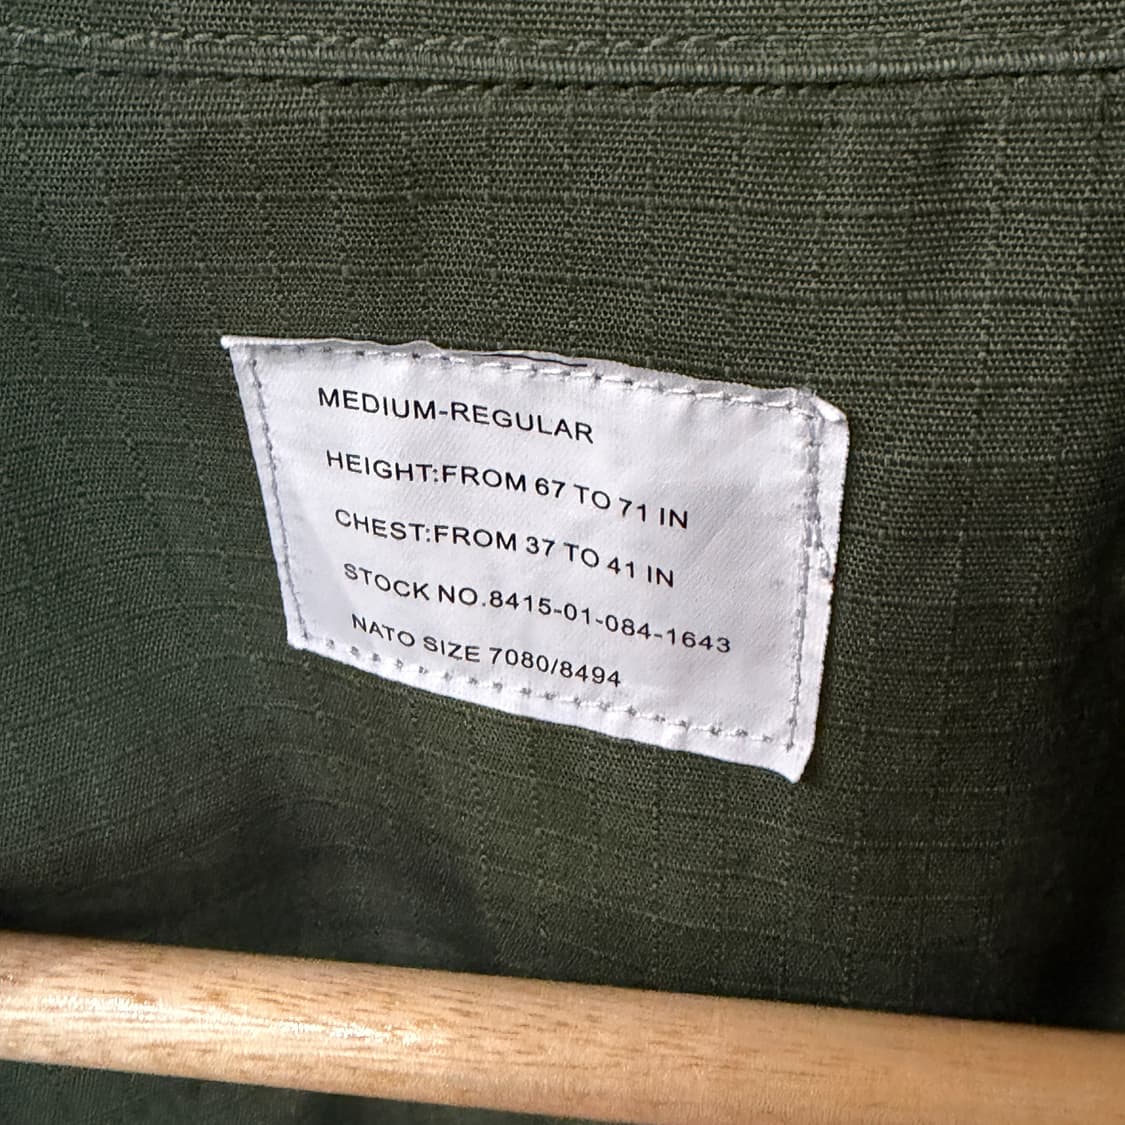 MEDIUM-REGULAR
HEIGHT:FROM 67 TO 71 IN
CHEST:FROM 37 TO 41 IN
STOCK NO.8415-01-084-1643
NATO SIZE 7080/8494